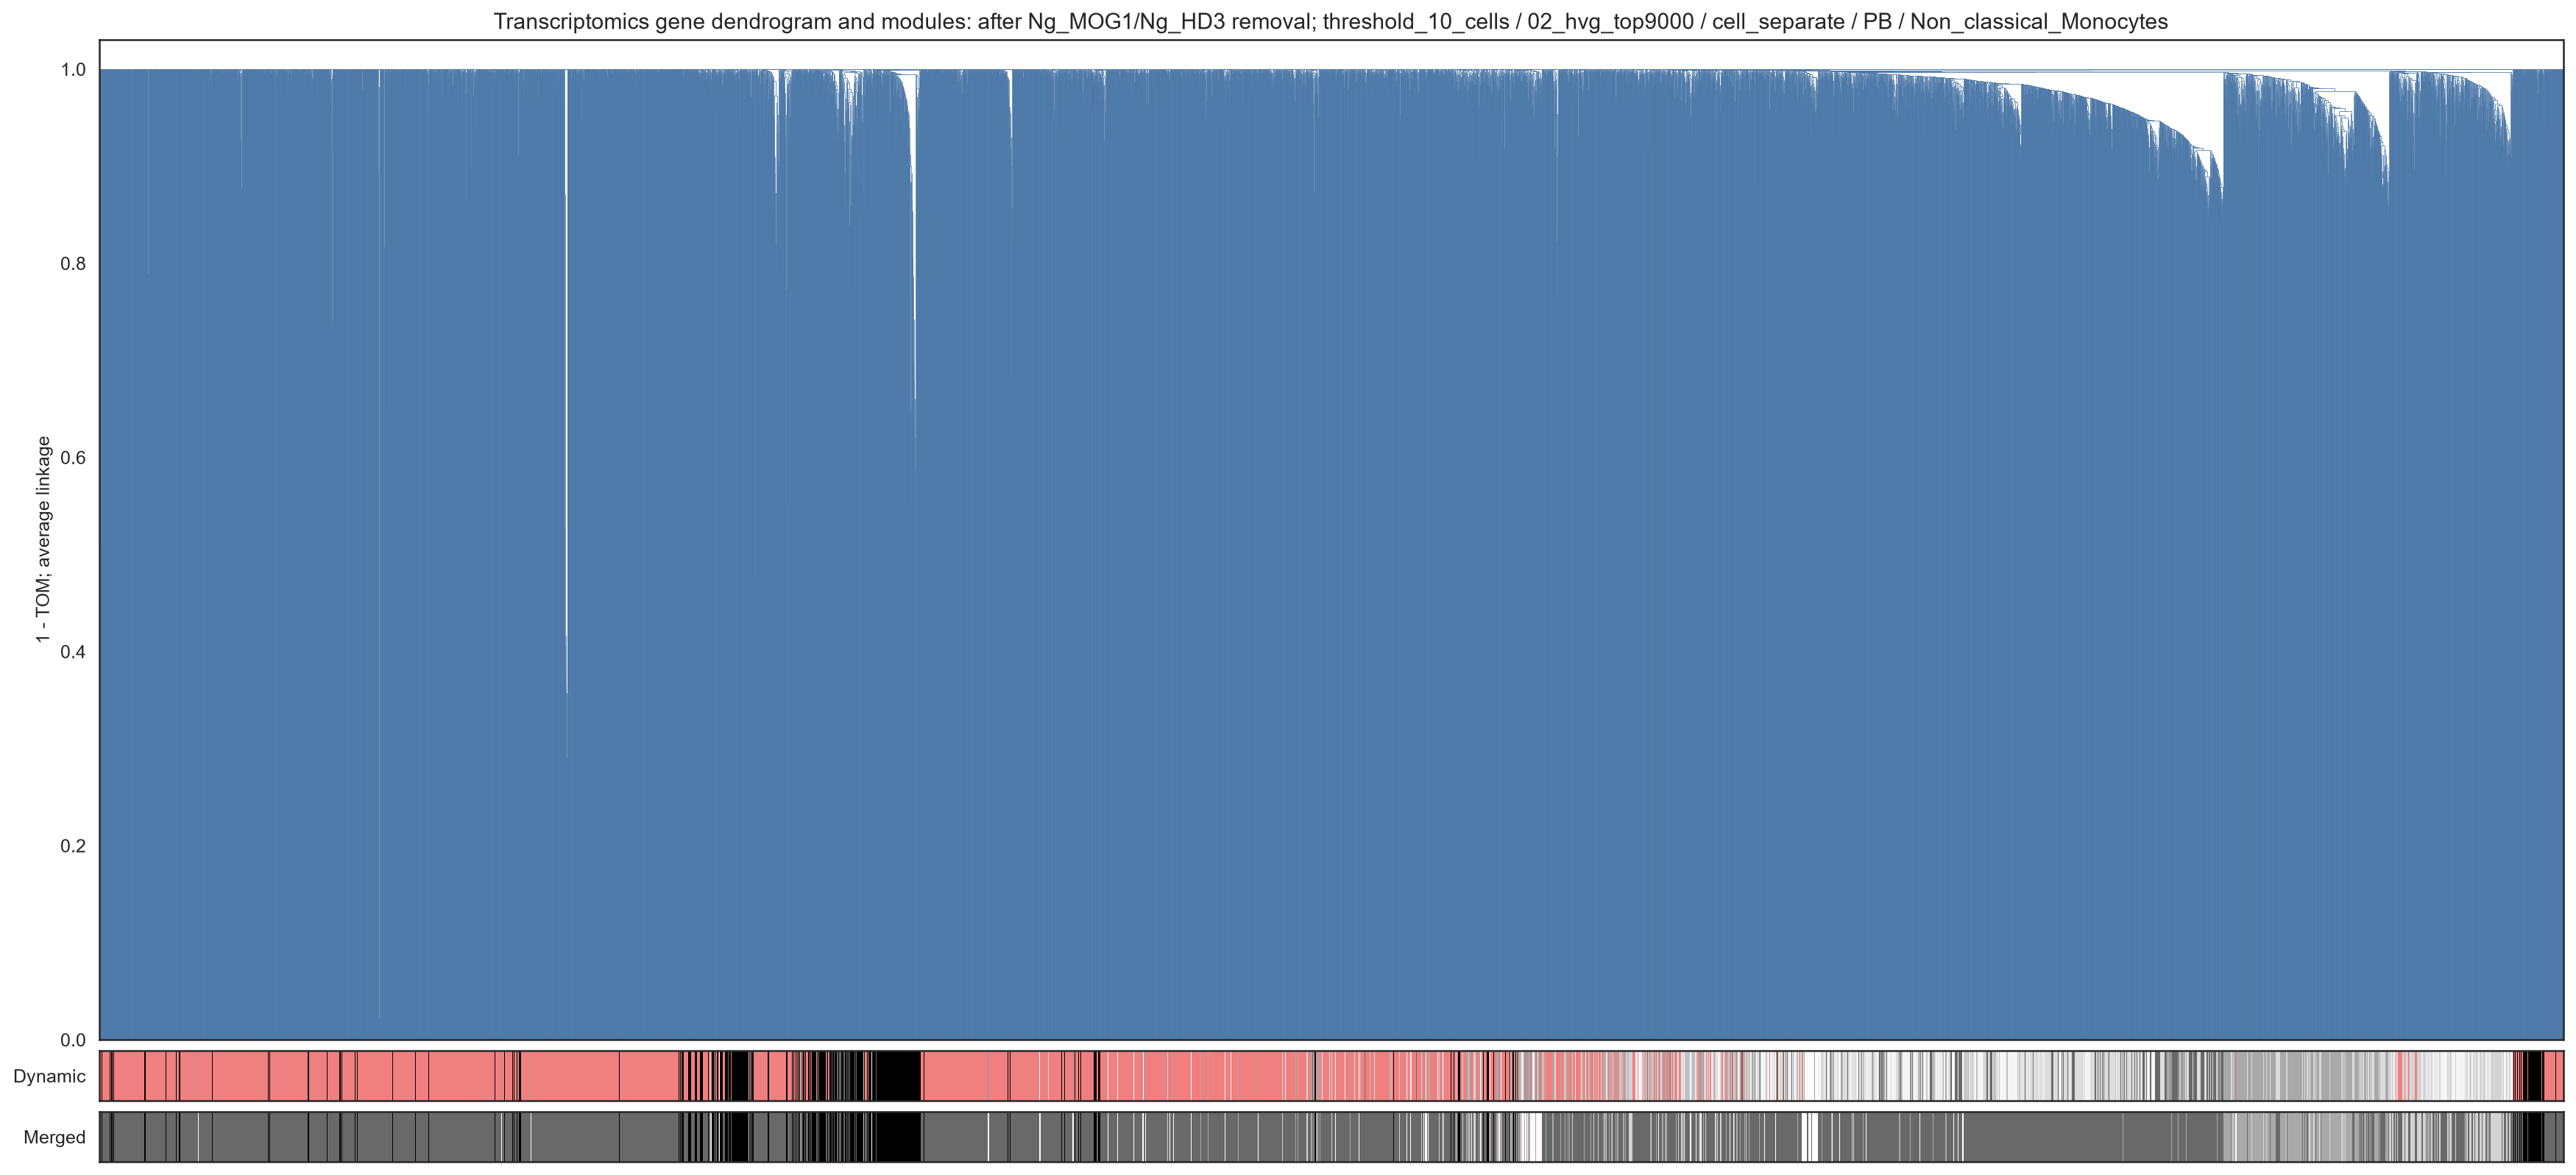 Transcriptomics gene dendrogram and modules: after Ng_MOG1/Ng_HD3 removal; threshold_10_cells / 02_hvg_top9000 / cell_separate / PB / Non_classical_Monocytes
1.0
0.8
0.6
0.4
0.2
0.0
1 - TOM; average linkage
Dynamic
Merged